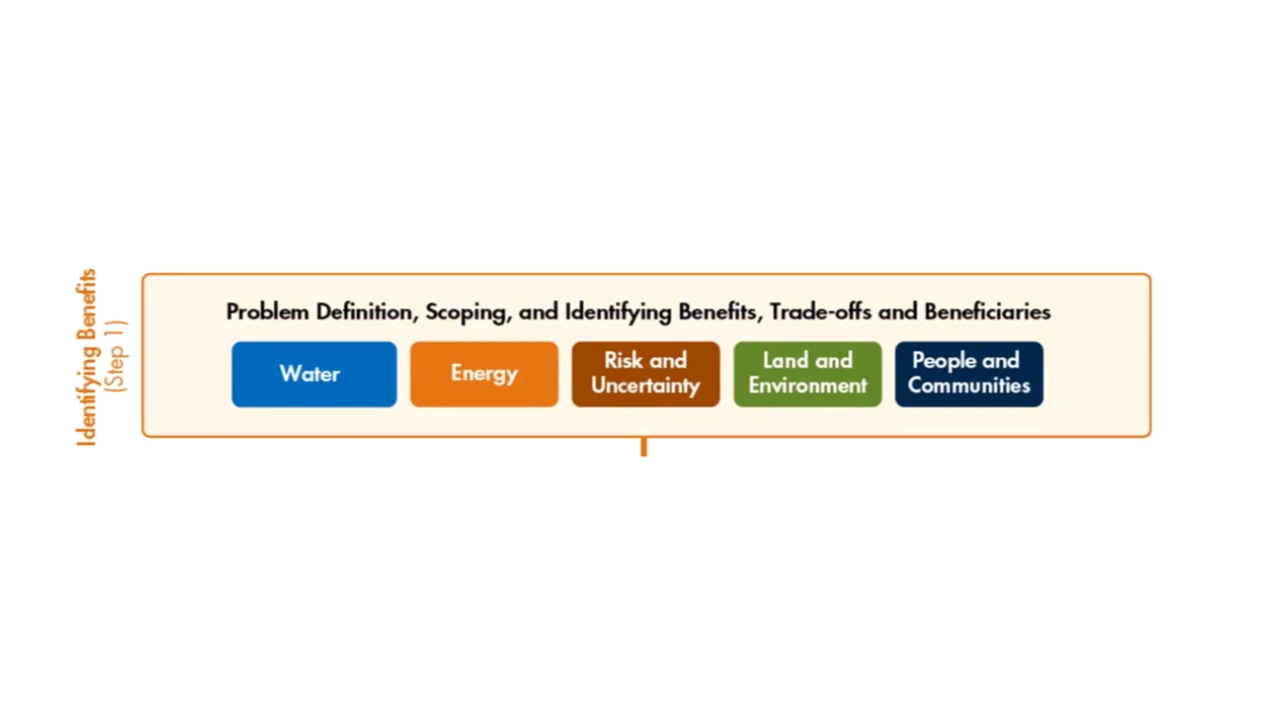 Identifying Benefits
(Step 1)
Problem Definition, Scoping, and Identifying Benefits, Trade-offs and Beneficiaries
Water
Energy
Risk and
Uncertainty
Land and
Environment
People and
Communities